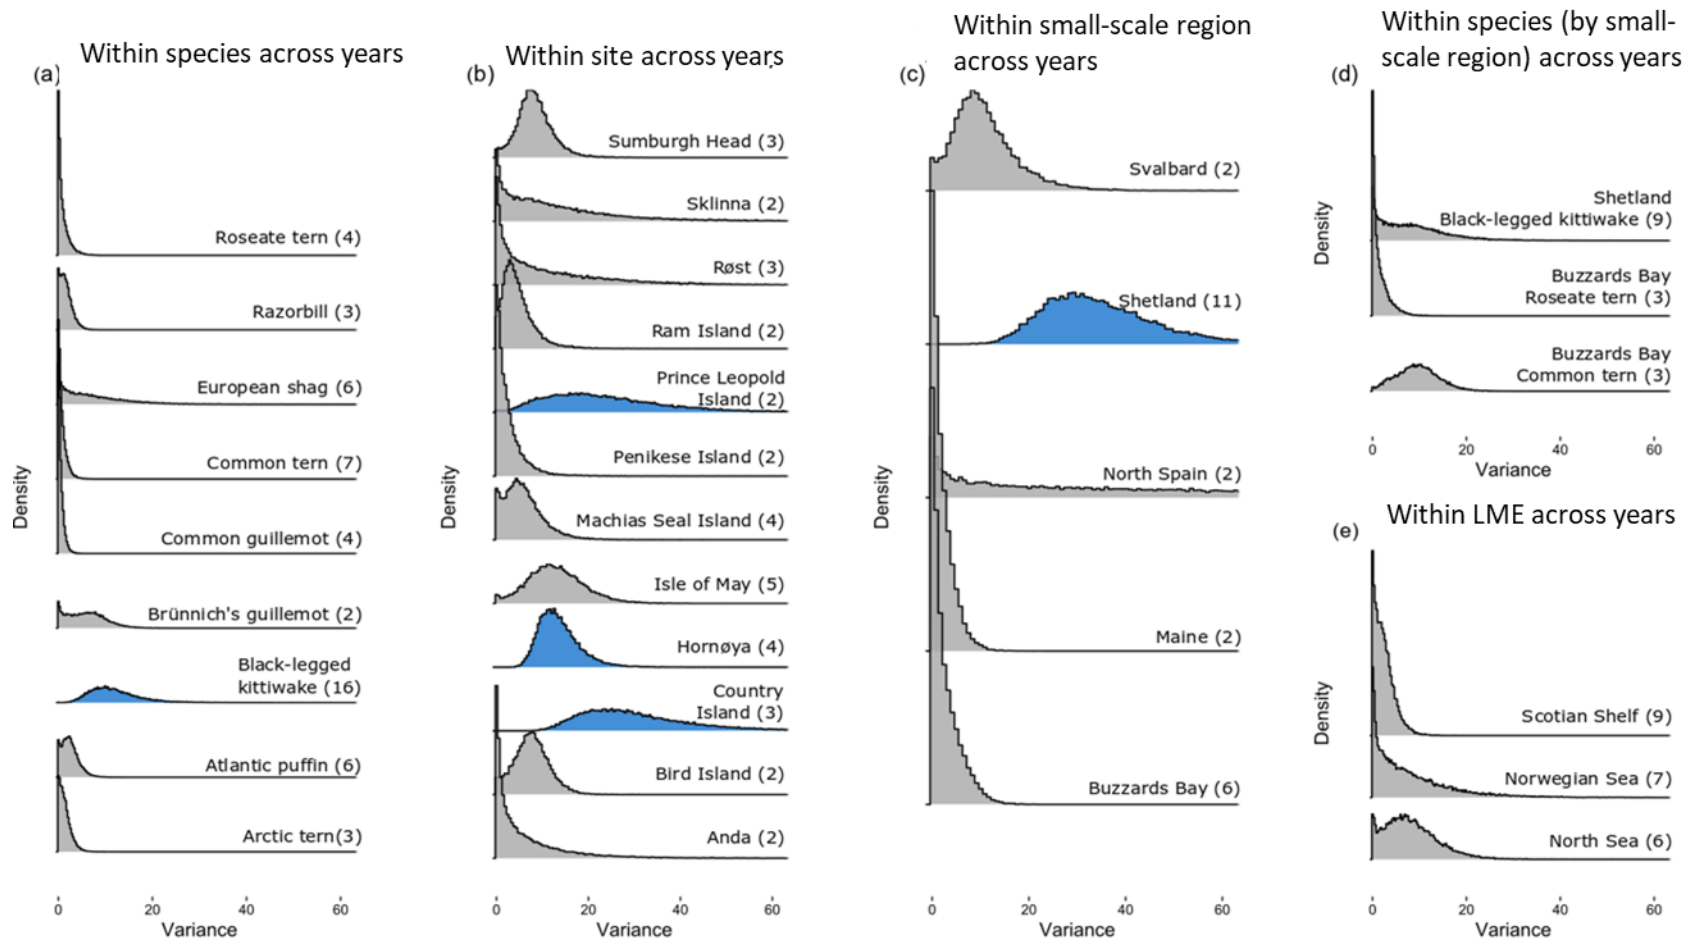 Within species across years
(a)
Roseate tern (4)
Razorbill (3)
European shag (6)
Common tern (7)
Common guillemot (4)
Brünnich's guillemot (2)
Black-legged
kittiwake (16)
Atlantic puffin (6)
Arctic tern(3)
Density
0 20 40 60
Variance
Within site across years
(b)
Sumburgh Head (3)
Sklinna (2)
Røst (3)
Ram Island (2)
Prince Leopold
Island (2)
Penikese Island (2)
Machias Seal Island (4)
Isle of May (5)
Hornøya (4)
Country
Island (3)
Bird Island (2)
Anda (2)
Density
0 20 40 60
Variance
Within small-scale region
across years
(c)
Svalbard (2)
Shetland (11)
North Spain (2)
Maine (2)
Buzzards Bay (6)
Density
0 20 40 60
Variance
Within species (by small-
scale region) across years
(d)
Shetland
Black-legged kittiwake (9)
Buzzards Bay
Roseate tern (3)
Buzzards Bay
Common tern (3)
Density
0 20 40 60
Variance
Within LME across years
(e)
Scotian Shelf (9)
Norwegian Sea (7)
North Sea (6)
Density
0 20 40 60
Variance